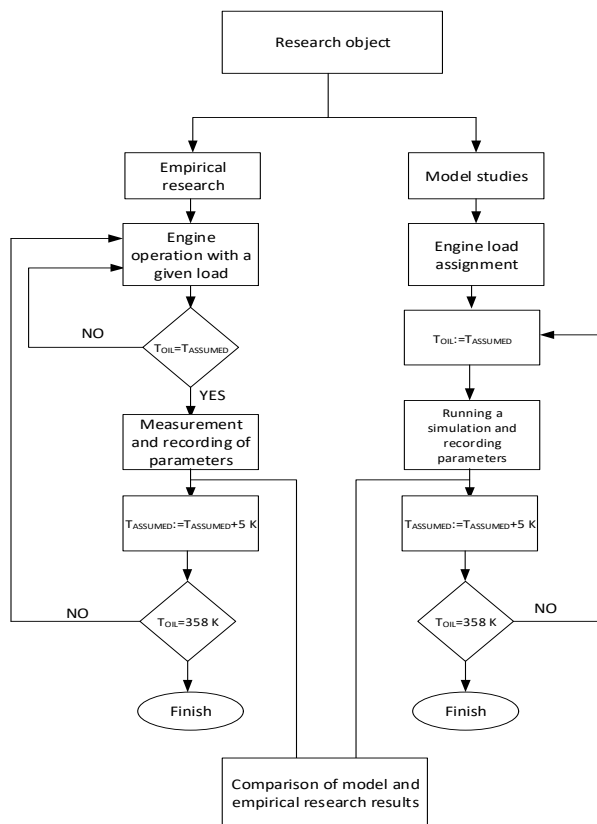 Research object
Empirical
research
Model studies
Engine
operation with a
given load
Engine load
assignment
NO
TOIL=TASSUMED
TOIL:=TASSUMED
YES
Measurement
and recording of
parameters
Running a
simulation and
recording
parameters
TASSUMED:=TASSUMED+5 K
TASSUMED:=TASSUMED+5 K
NO
TOIL=358 K
TOIL=358 K
NO
Finish
Finish
Comparison of model and
empirical research results